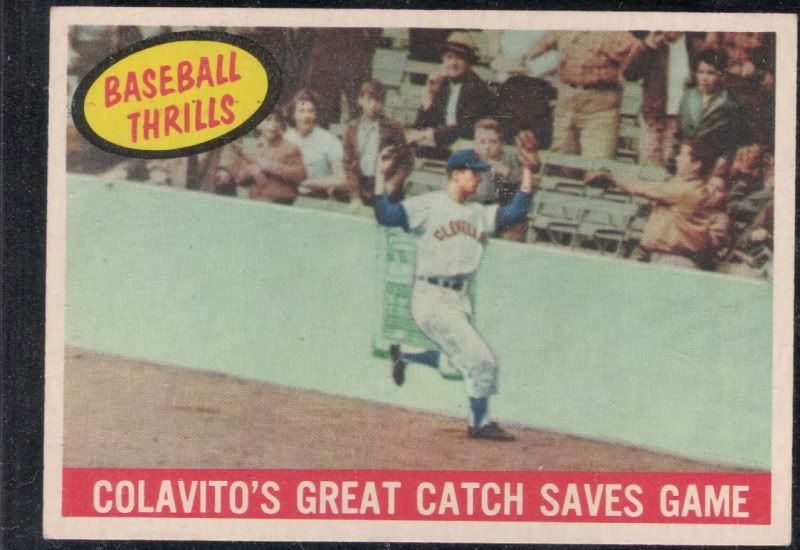 BASEBALL
THRILLS
CLEVELAND
COLAVITO'S GREAT CATCH SAVES GAME